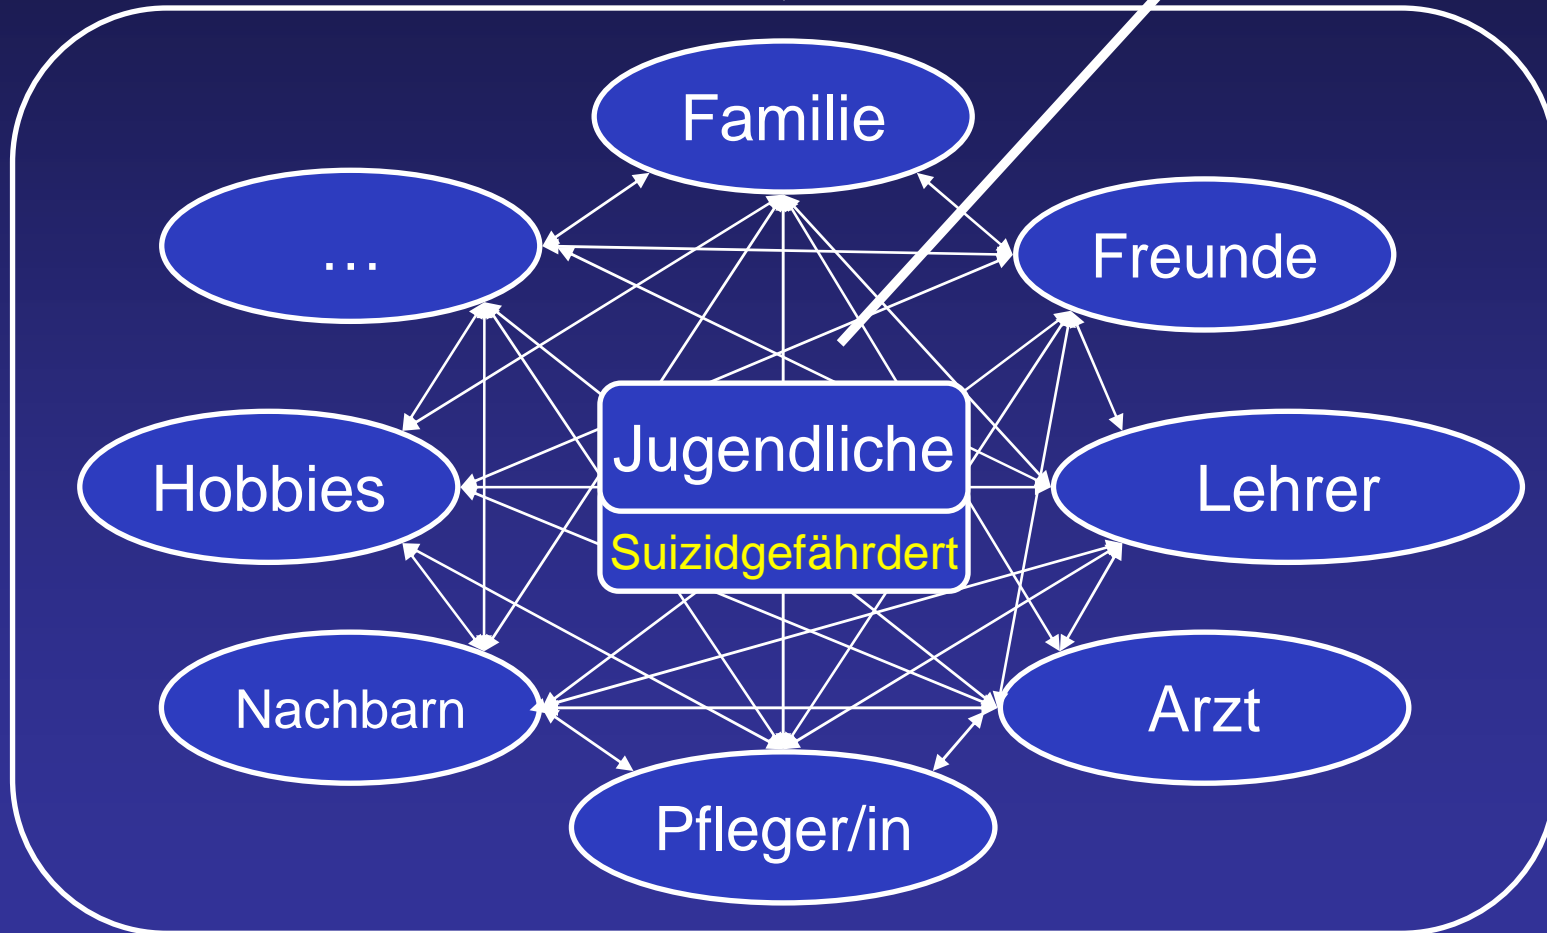 Familie
…
Freunde
Jugendliche
Hobbies
Lehrer
Suizidgefährdert
Nachbarn
Arzt
Pfleger/in